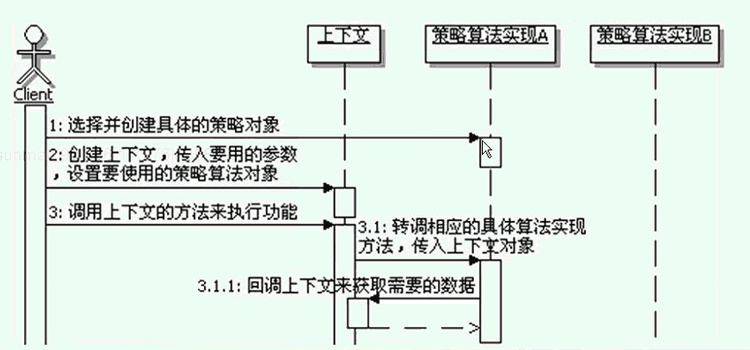 上下文
策略算法实现A
策略算法实现B
Client
1: 选择并创建具体的策略对象
2: 创建上下文，传入要用的参数
，设置要使用的策略算法对象
3: 调用上下文的方法来执行功能
3.1: 转调相应的具体算法实现
方法，传入上下文对象
3.1.1: 回调上下文来获取需要的数据